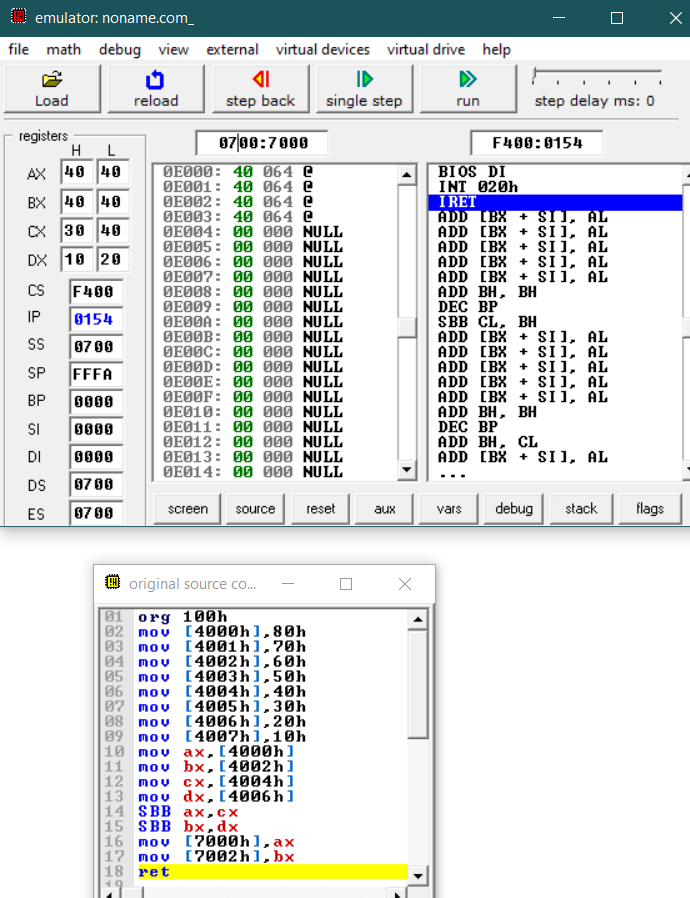 emulator: noname.com_
file math debug view external virtual devices virtual drive help
Load reload step back single step run step delay ms: 0
registers
H L
AX 40 40
BX 40 40
CX 30 40
DX 10 20
CS F400
IP 0154
SS 0700
SP FFFA
BP 0000
SI 0000
DI 0000
DS 0700
ES 0700
0700:7000
0E000: 40 064 @
0E001: 40 064 @
0E002: 40 064 @
0E003: 40 064 @
0E004: 00 000 NULL
0E005: 00 000 NULL
0E006: 00 000 NULL
0E007: 00 000 NULL
0E008: 00 000 NULL
0E009: 00 000 NULL
0E00A: 00 000 NULL
0E00B: 00 000 NULL
0E00C: 00 000 NULL
0E00D: 00 000 NULL
0E00E: 00 000 NULL
0E00F: 00 000 NULL
0E010: 00 000 NULL
0E011: 00 000 NULL
0E012: 00 000 NULL
0E013: 00 000 NULL
0E014: 00 000 NULL
F400:0154
BIOS DI
INT 020h
IRET
ADD [BX + SI], AL
ADD [BX + SI], AL
ADD [BX + SI], AL
ADD [BX + SI], AL
ADD [BX + SI], AL
ADD BH, BH
DEC BP
SBB CL, BH
ADD [BX + SI], AL
ADD [BX + SI], AL
ADD [BX + SI], AL
ADD [BX + SI], AL
ADD [BX + SI], AL
ADD BH, BH
DEC BP
ADD BH, CL
ADD [BX + SI], AL
...
screen source reset aux vars debug stack flags
original source co...
01 org 100h
02 mov [4000h],80h
03 mov [4001h],70h
04 mov [4002h],60h
05 mov [4003h],50h
06 mov [4004h],40h
07 mov [4005h],30h
08 mov [4006h],20h
09 mov [4007h],10h
10 mov ax,[4000h]
11 mov bx,[4002h]
12 mov cx,[4004h]
13 mov dx,[4006h]
14 SBB ax,cx
15 SBB bx,dx
16 mov [7000h],ax
17 mov [7002h],bx
18 ret
19